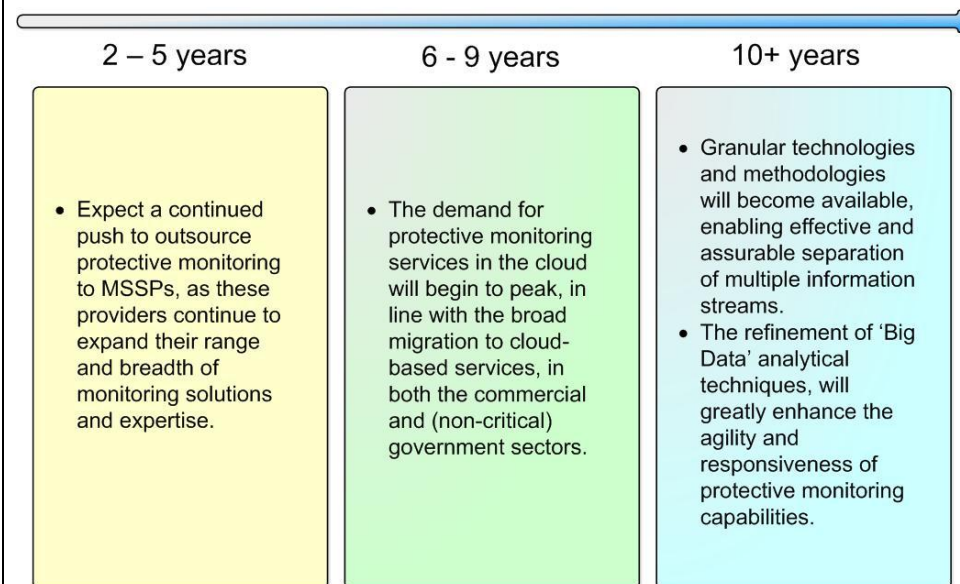 2 – 5 years
6 - 9 years
10+ years
• Expect a continued
push to outsource
protective monitoring
to MSSPs, as these
providers continue to
expand their range
and breadth of
monitoring solutions
and expertise.
• The demand for
protective monitoring
services in the cloud
will begin to peak, in
line with the broad
migration to cloud-
based services, in
both the commercial
and (non-critical)
government sectors.
• Granular technologies
and methodologies
will become available,
enabling effective and
assurable separation
of multiple information
streams.
• The refinement of ‘Big
Data’ analytical
techniques, will
greatly enhance the
agility and
responsiveness of
protective monitoring
capabilities.